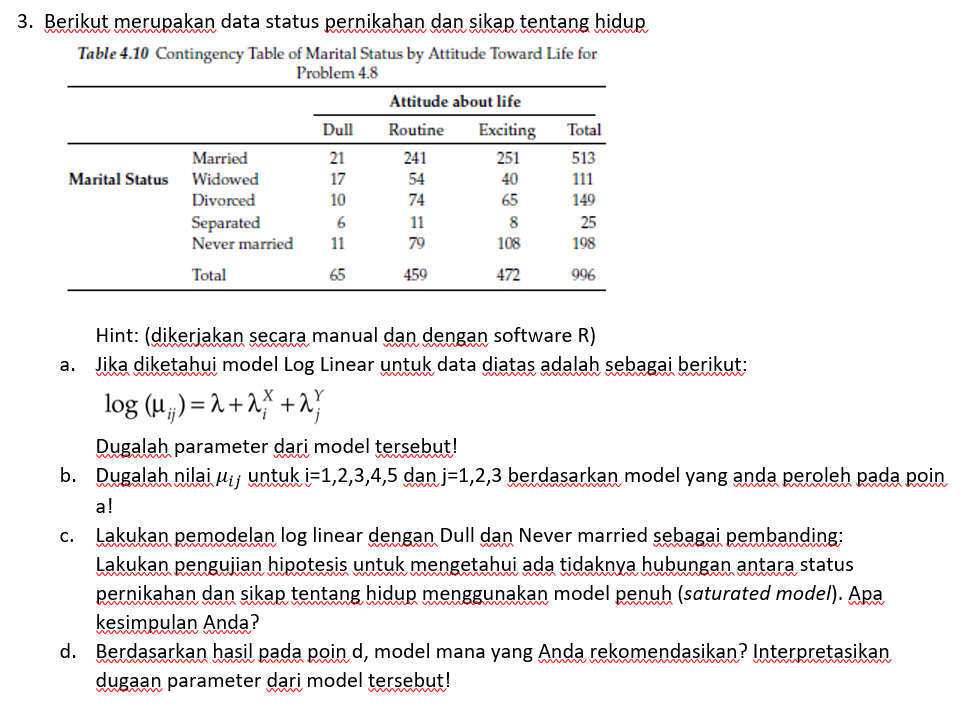 3. Berikut merupakan data status pernikahan dan sikap tentang hidup
Table 4.10 Contingency Table of Marital Status by Attitude Toward Life for
Problem 4.8
Attitude about life
Dull Routine Exciting Total
Married 21 241 251 513
Marital Status Widowed 17 54 40 111
Divorced 10 74 65 149
Separated 6 11 8 25
Never married 11 79 108 198
Total 65 459 472 996
Hint: (dikerjakan secara manual dan dengan software R)
a. Jika diketahui model Log Linear untuk data diatas adalah sebagai berikut:
log (μ_{ij}) = λ + λ_i^X + λ_j^Y
Dugalah parameter dari model tersebut!
b. Dugalah nilai μ_{ij} untuk i=1,2,3,4,5 dan j=1,2,3 berdasarkan model yang anda peroleh pada poin
a!
c. Lakukan pemodelan log linear dengan Dull dan Never married sebagai pembanding:
Lakukan pengujian hipotesis untuk mengetahui ada tidaknya hubungan antara status
pernikahan dan sikap tentang hidup menggunakan model penuh (saturated model). Apa
kesimpulan Anda?
d. Berdasarkan hasil pada poin d, model mana yang Anda rekomendasikan? Interpretasikan
dugaan parameter dari model tersebut!